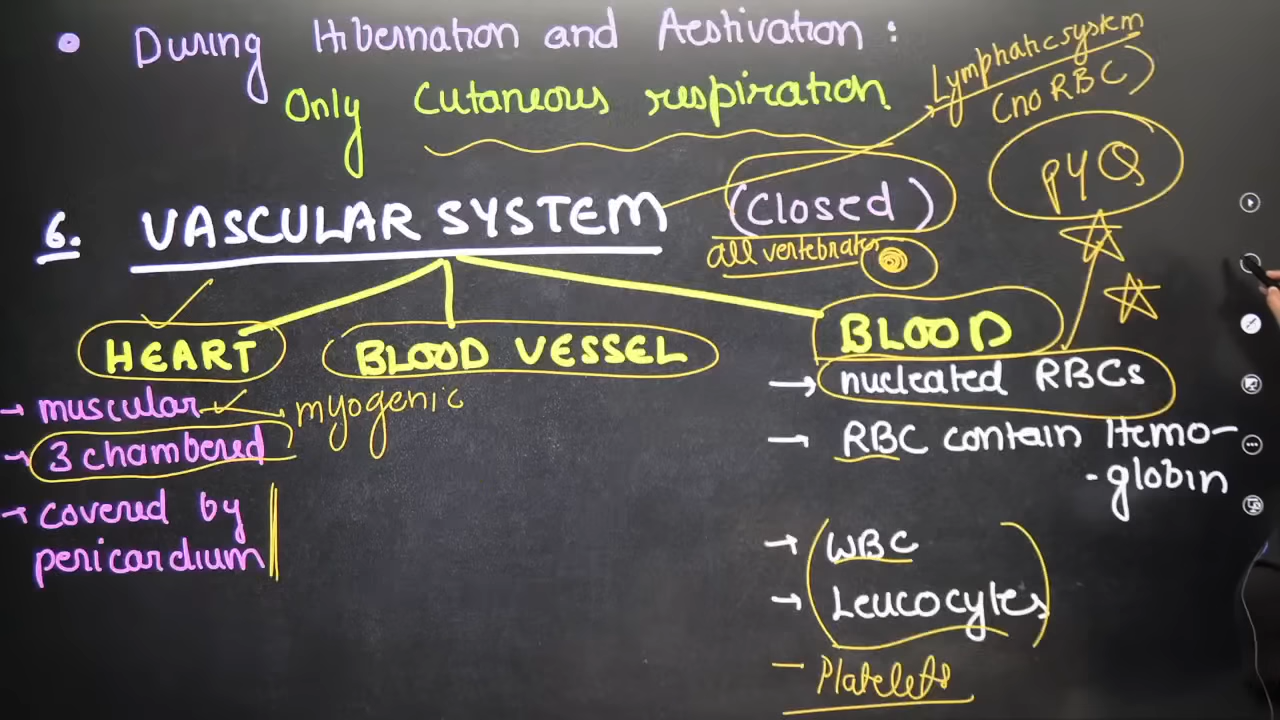 • During Hibernation and Aestivation :
Only Cutaneous respiration
Lymphatic system
(no RBC)
PYQ
6. VASCULAR SYSTEM (Closed)
all vertebrates
HEART
BLOOD VESSEL
BLOOD
→ muscular → myogenic
→ 3 chambered
→ covered by
pericardium
→ nucleated RBCs
→ RBC contain Hemo-
-globin
→ WBC
→ Leucocytes
- Platelets